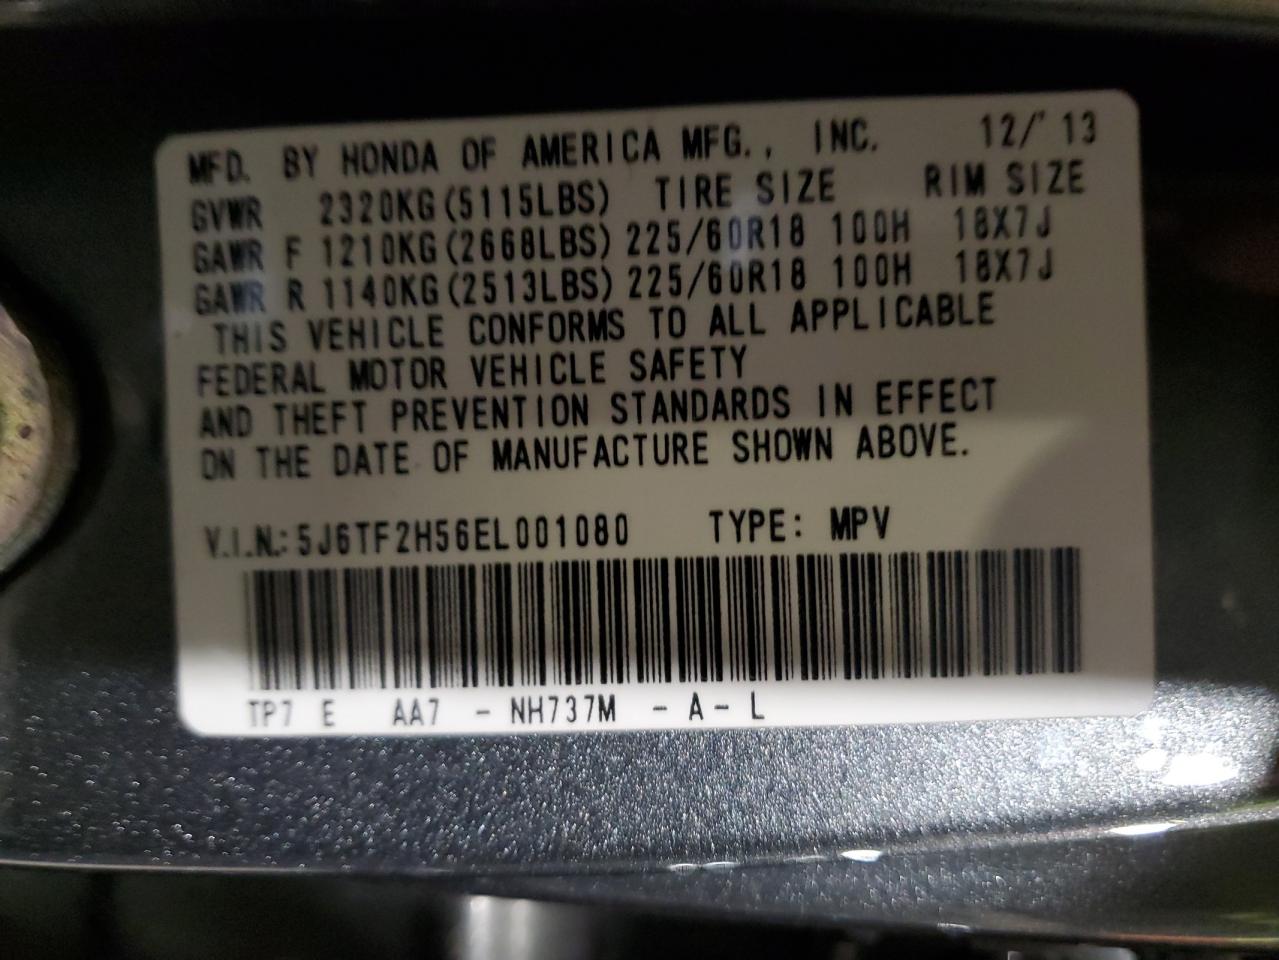 MFD. BY HONDA OF AMERICA MFG., INC. 12/'13
GVWR 2320KG(5115LBS) TIRE SIZE RIM SIZE
GAWR F 1210KG(2668LBS) 225/60R18 100H 18X7J
GAWR R 1140KG(2513LBS) 225/60R18 100H 18X7J
THIS VEHICLE CONFORMS TO ALL APPLICABLE
FEDERAL MOTOR VEHICLE SAFETY
AND THEFT PREVENTION STANDARDS IN EFFECT
ON THE DATE OF MANUFACTURE SHOWN ABOVE.
V.I.N.: 5J6TF2H56EL001080 TYPE: MPV
TP7 E AA7 - NH737M - A - L